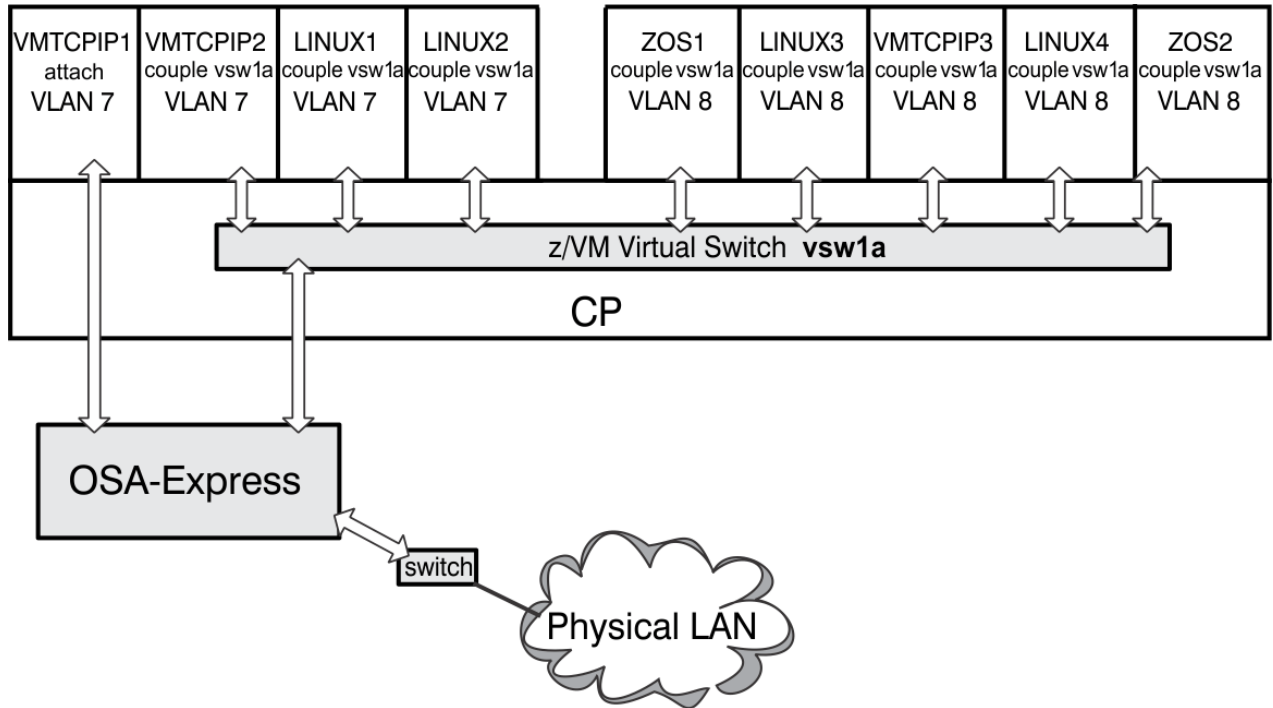 VMTCPIP1
attach
VLAN 7
VMTCPIP2
couple vsw1a
VLAN 7
LINUX1
couple vsw1a
VLAN 7
LINUX2
couple vsw1a
VLAN 7
ZOS1
couple vsw1a
VLAN 8
LINUX3
couple vsw1a
VLAN 8
VMTCPIP3
couple vsw1a
VLAN 8
LINUX4
couple vsw1a
VLAN 8
ZOS2
couple vsw1a
VLAN 8
z/VM Virtual Switch vsw1a
CP
OSA-Express
switch
Physical LAN